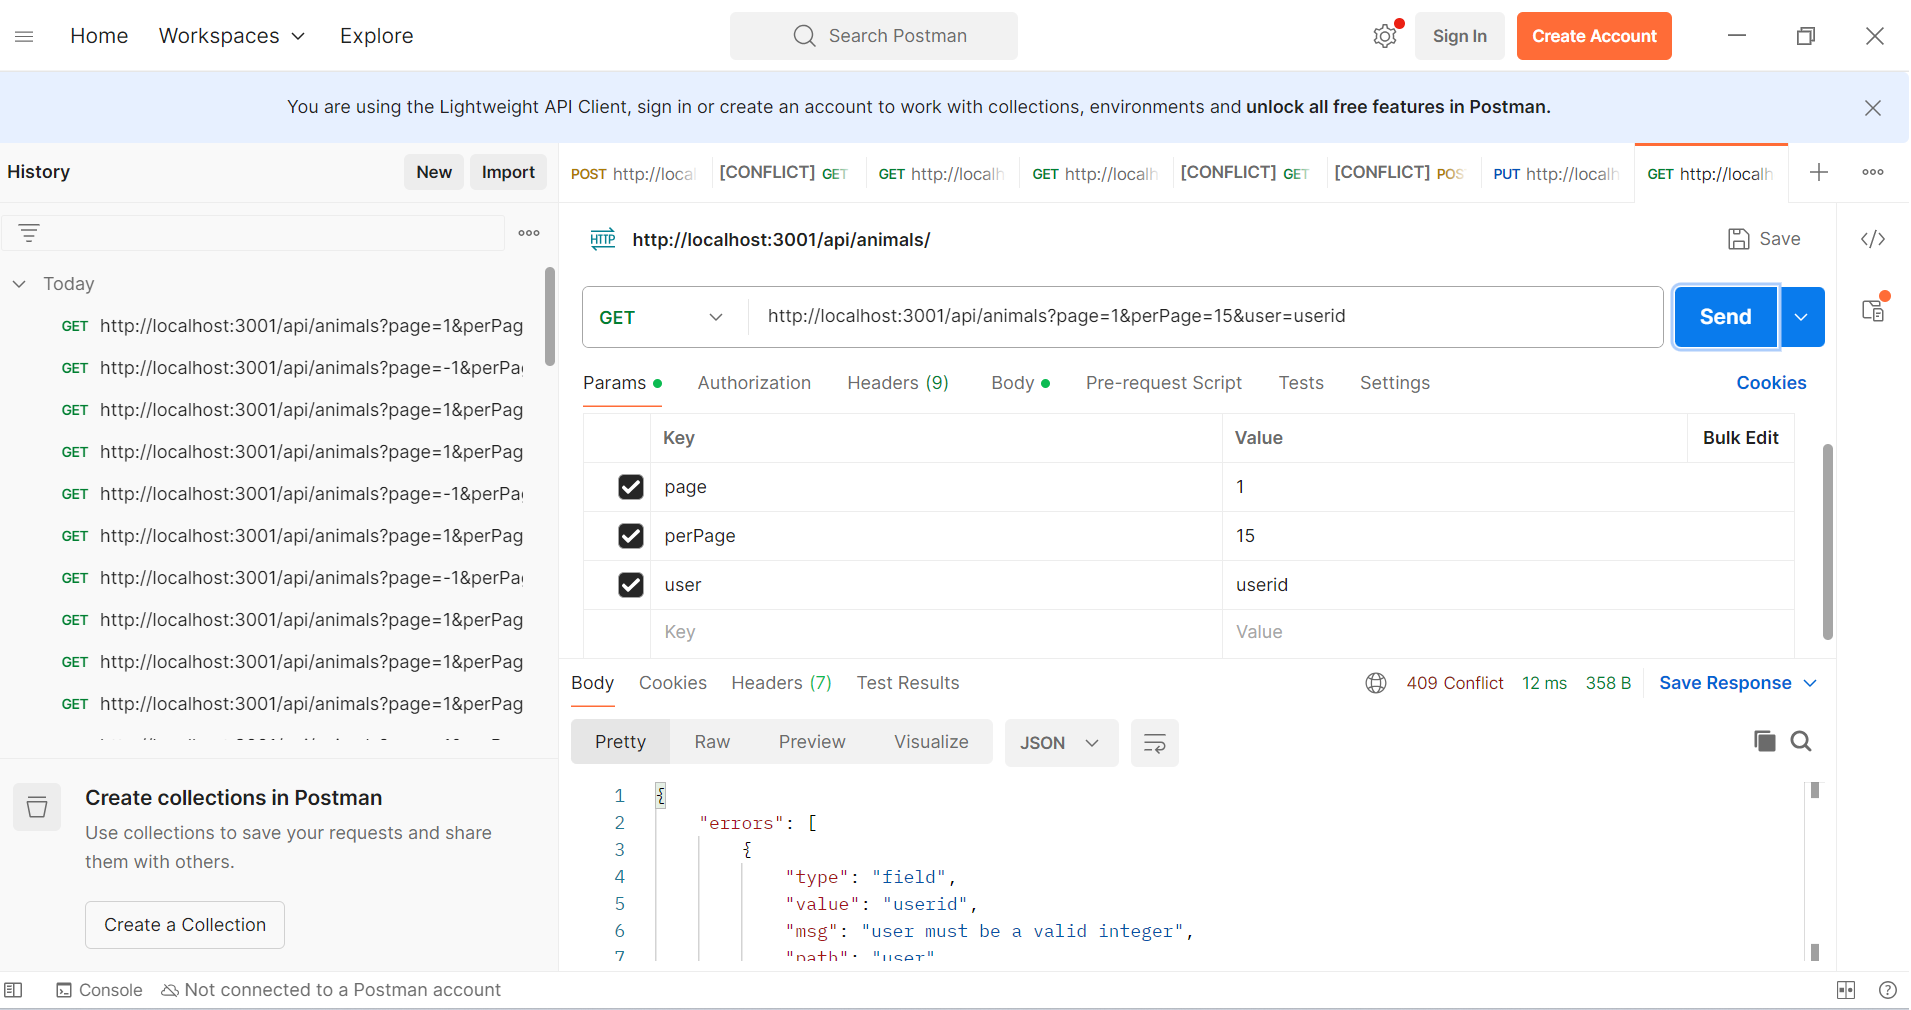 Home Workspaces Explore Search Postman Sign In Create Account
You are using the Lightweight API Client, sign in or create an account to work with collections, environments and unlock all free features in Postman.
History New Import
POST http://local [CONFLICT] GET GET http://localh GET http://localh [CONFLICT] GET [CONFLICT] POS PUT http://localh GET http://localh
HTTP http://localhost:3001/api/animals/ Save
Today
GET http://localhost:3001/api/animals?page=1&perPag
GET http://localhost:3001/api/animals?page=-1&perPa
GET http://localhost:3001/api/animals?page=1&perPag
GET http://localhost:3001/api/animals?page=1&perPag
GET http://localhost:3001/api/animals?page=-1&perPa
GET http://localhost:3001/api/animals?page=1&perPag
GET http://localhost:3001/api/animals?page=-1&perPa
GET http://localhost:3001/api/animals?page=1&perPag
GET http://localhost:3001/api/animals?page=1&perPag
GET http://localhost:3001/api/animals?page=1&perPag
Create collections in Postman
Use collections to save your requests and share
them with others.
Create a Collection
GET http://localhost:3001/api/animals?page=1&perPage=15&user=userid Send
Params Authorization Headers (9) Body Pre-request Script Tests Settings Cookies
Key Value Bulk Edit
page 1
perPage 15
user userid
Key Value
Body Cookies Headers (7) Test Results 409 Conflict 12 ms 358 B Save Response
Pretty Raw Preview Visualize JSON
1 {
2 "errors": [
3 {
4 "type": "field",
5 "value": "userid",
6 "msg": "user must be a valid integer",
7 "path": "user"
Console Not connected to a Postman account